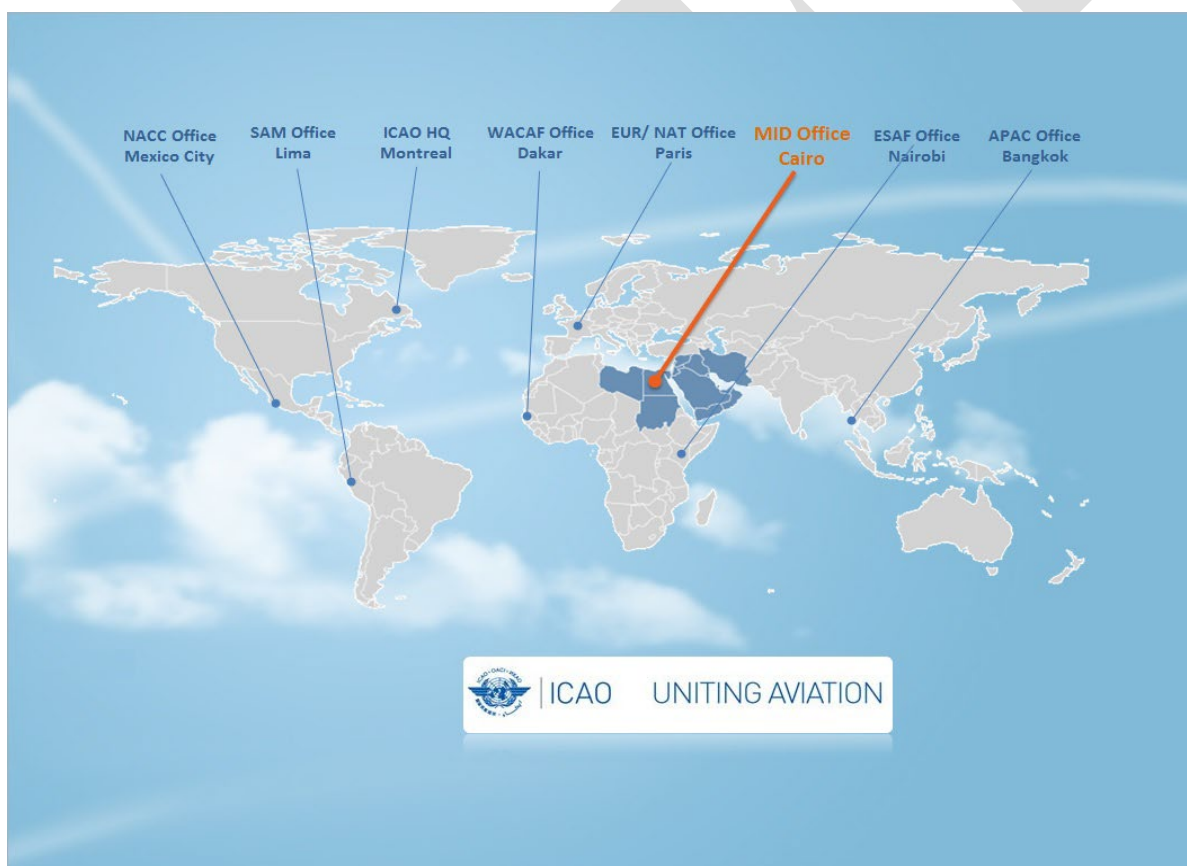 NACC Office
Mexico City
SAM Office
Lima
ICAO HQ
Montreal
WACAF Office
Dakar
EUR/ NAT Office
Paris
MID Office
Cairo
ESAF Office
Nairobi
APAC Office
Bangkok
ICAO UNITING AVIATION